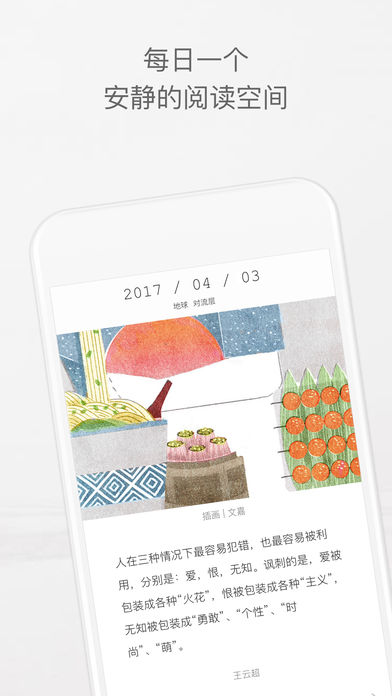 每日一个
安静的阅读空间
2017 / 04 / 03
地球 对流层
插画 | 文嘉
人在三种情况下最容易犯错，也最容易被利
用，分别是：爱，恨，无知。讽刺的是，爱被
包装成各种“火花”，恨被包装成各种“主义”，
无知被包装成“勇敢”、“个性”、“时
尚”、“萌”。
王云超